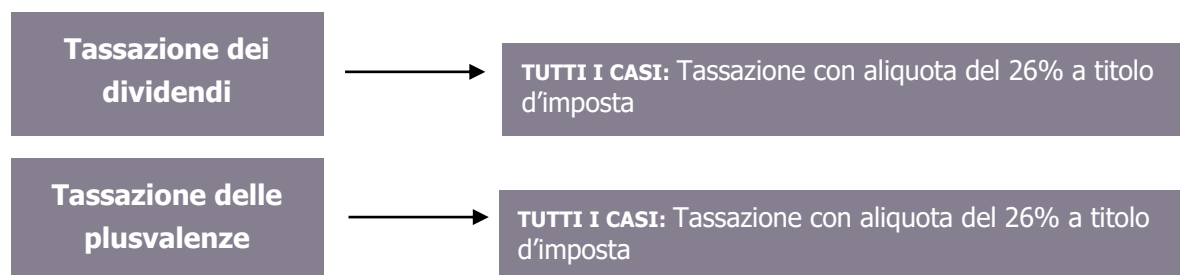 Tassazione dei
dividendi
TUTTI I CASI: Tassazione con aliquota del 26% a titolo
d’imposta
Tassazione delle
plusvalenze
TUTTI I CASI: Tassazione con aliquota del 26% a titolo
d’imposta